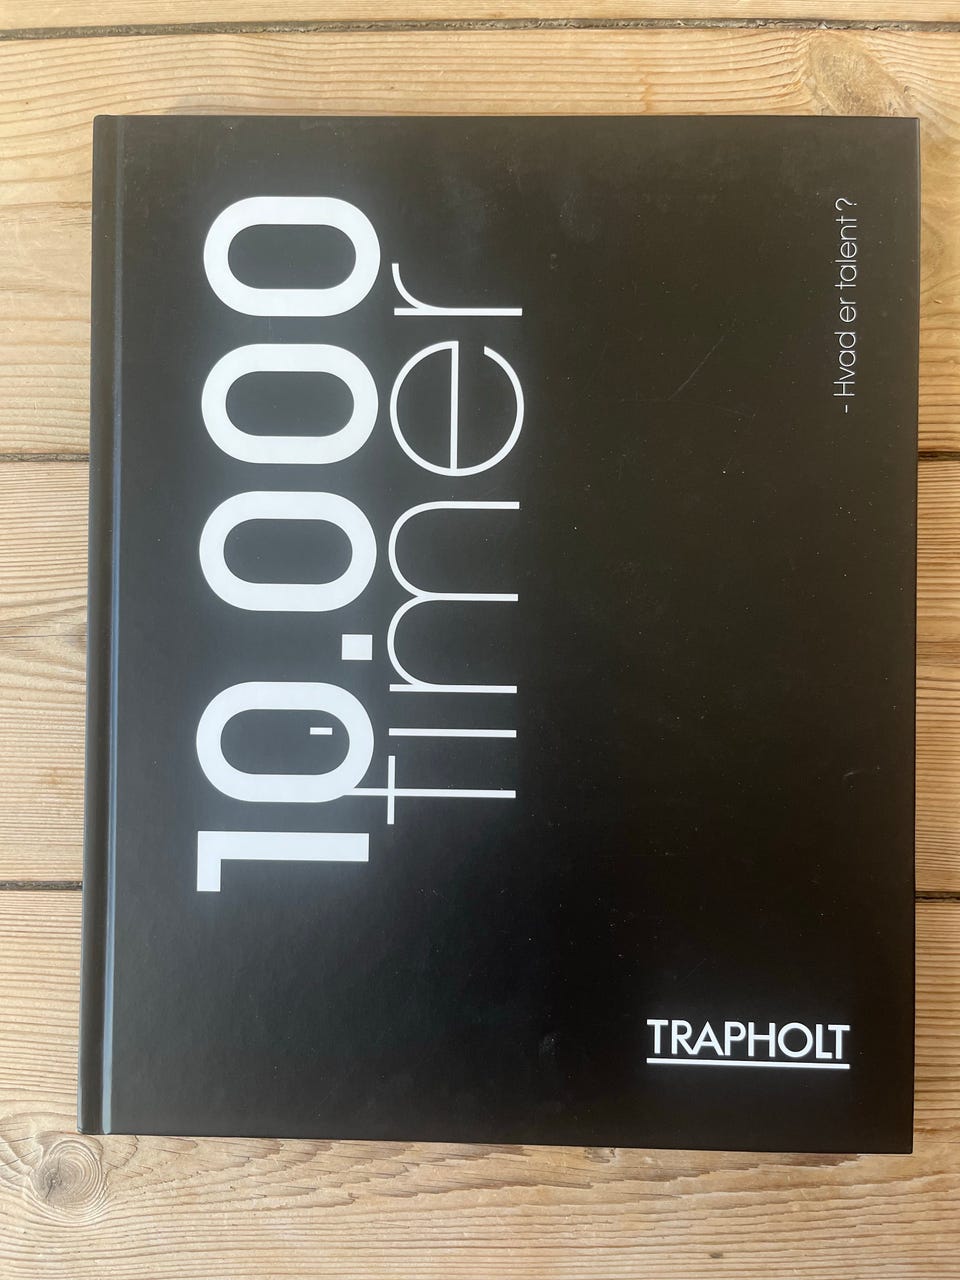 10.000
timer
- Hvad er talent?
TRAPHOLT